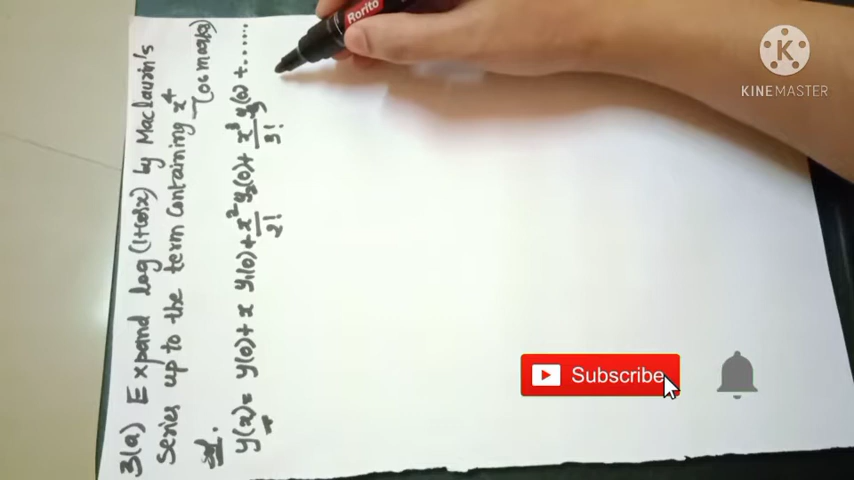 3(a) Expand log(1+cosx) by Maclaurin's
Series up to the term containing x⁴
(06 marks)
Sol.
y(x) = y(0) + x y₁(0) + x²/2! y₂(0) + x³/3! y₃(0) + ......
Rorito
KINEMASTER
Subscribe